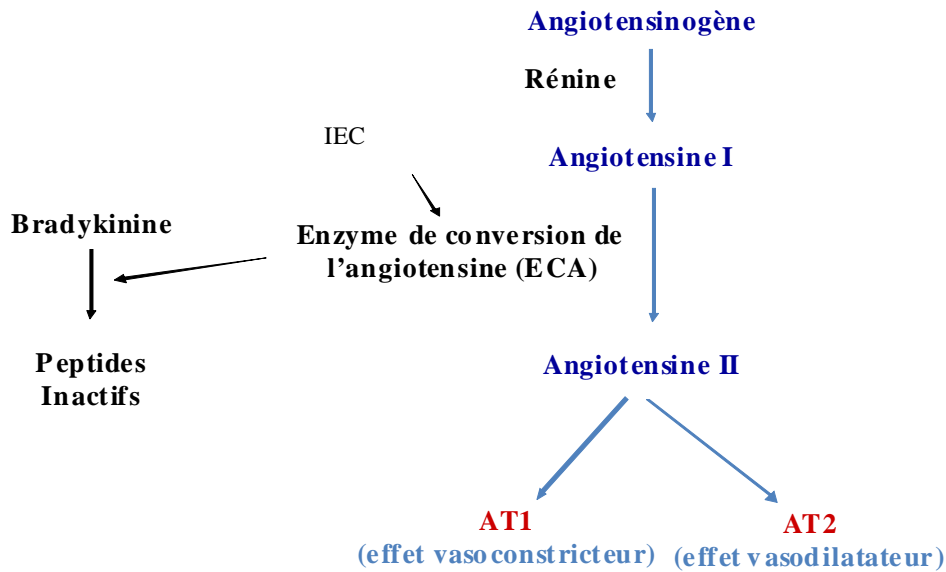 Angiotensinogène
Rénine
IEC
Angiotensine I
Bradykinine
Enzyme de conversion de
l'angiotensine (ECA)
Peptides
Inactifs
Angiotensine II
AT1
(effet vasoconstricteur)
AT2
(effet vasodilatateur)